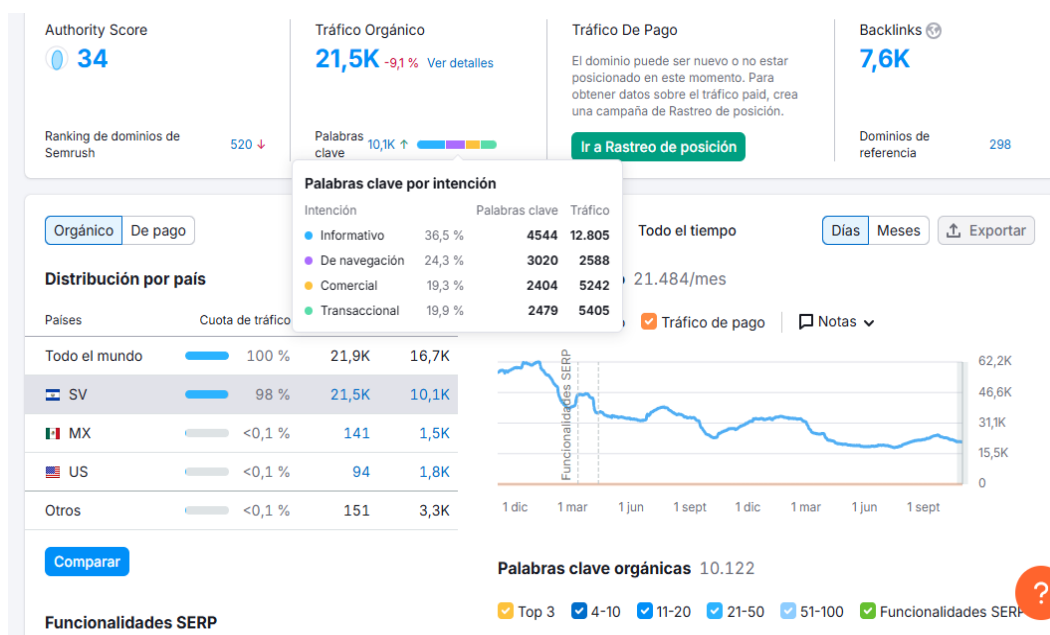 Authority Score
34
Ranking de dominios de
Semrush
520 ↓
Tráfico Orgánico
21,5K -9,1 % Ver detalles
Palabras
clave
10,1K ↑
Tráfico De Pago
El dominio puede ser nuevo o no estar
posicionado en este momento. Para
obtener datos sobre el tráfico paid, crea
una campaña de Rastreo de posición.
Ir a Rastreo de posición
Backlinks
7,6K
Dominios de
referencia
298
Palabras clave por intención
Intención Palabras clave Tráfico
Informativo 36,5 % 4544 12.805
De navegación 24,3 % 3020 2588
Comercial 19,3 % 2404 5242
Transaccional 19,9 % 2479 5405
Orgánico De pago
Distribución por país
Países Cuota de tráfico
Todo el mundo 100 % 21,9K 16,7K
SV 98 % 21,5K 10,1K
MX <0,1 % 141 1,5K
US <0,1 % 94 1,8K
Otros <0,1 % 151 3,3K
Comparar
Funcionalidades SERP
Todo el tiempo
Días Meses
Exportar
21.484/mes
Tráfico de pago
Notas
Funcionalidades SERP
62,2K
46,6K
31,1K
15,5K
0
1 dic 1 mar 1 jun 1 sept 1 dic 1 mar 1 jun 1 sept
Palabras clave orgánicas 10.122
Top 3 4-10 11-20 21-50 51-100 Funcionalidades SERP
?